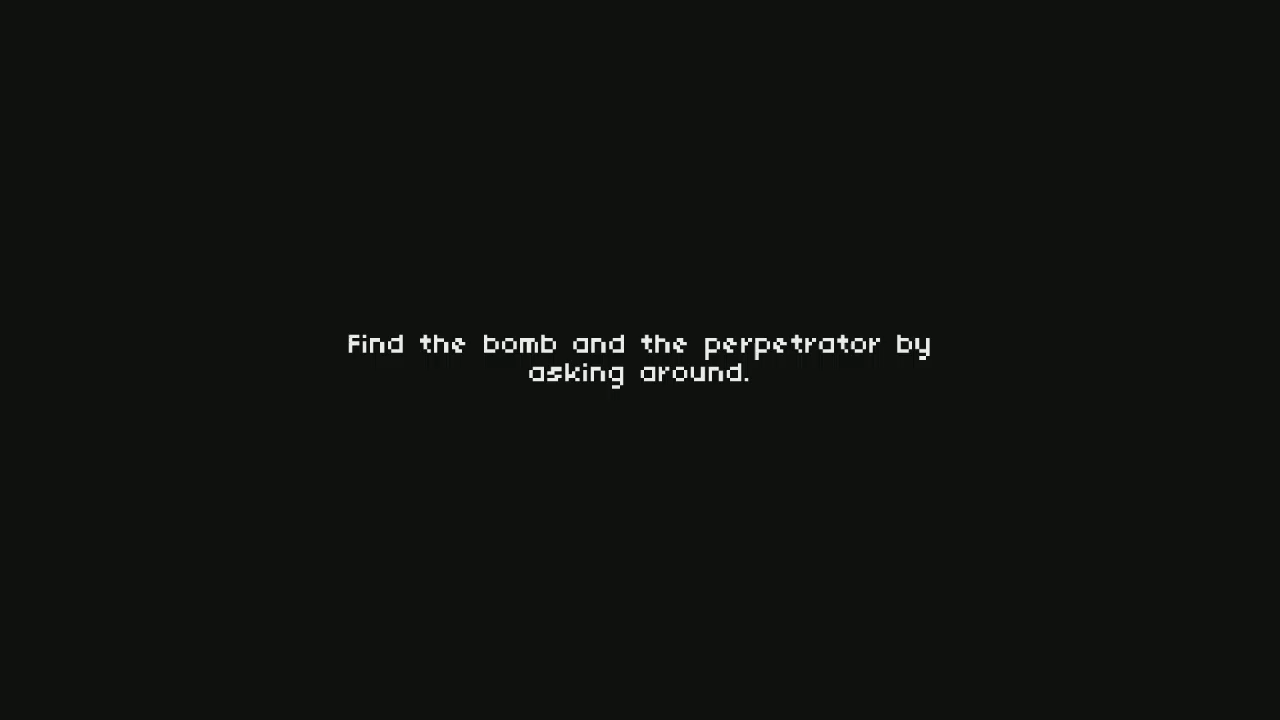 Find the bomb and the perpetrator by
asking around.